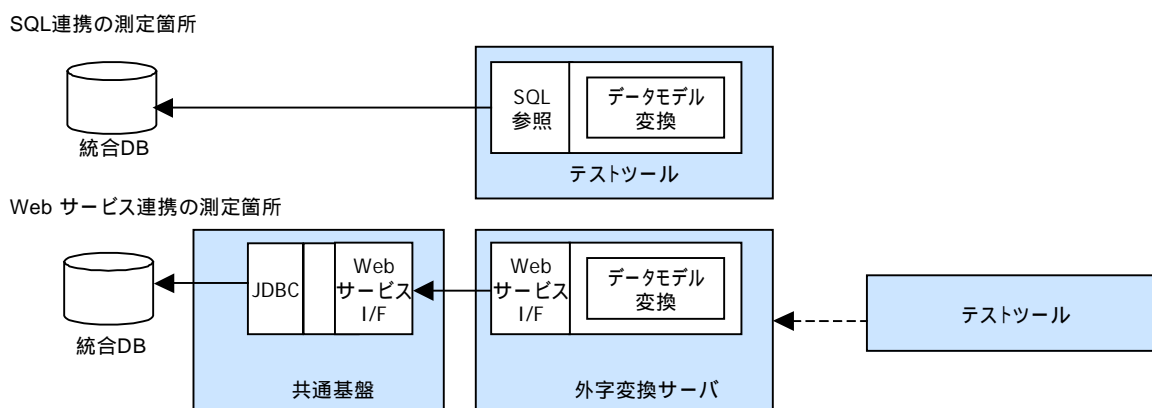 SQL連携の測定箇所
SQL
参照
データモデル
変換
統合DB
テストツール
Web サービス連携の測定箇所
JDBC
Web
サービス
I/F
Web
サービス
I/F
データモデル
変換
テストツール
統合DB
共通基盤
外字変換サーバ